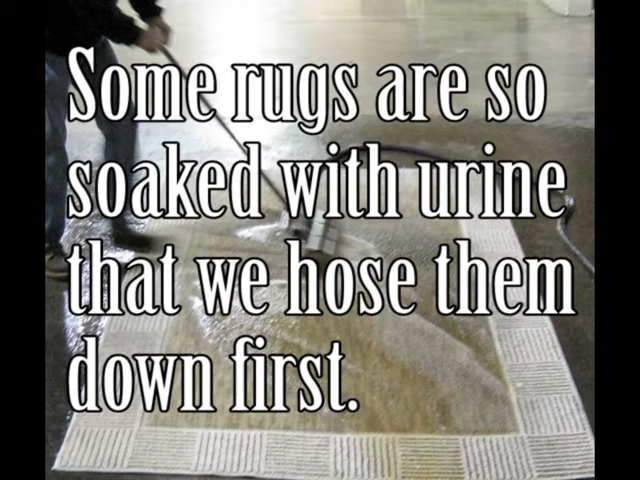 Some rugs are so
soaked with urine
that we hose them
down first.